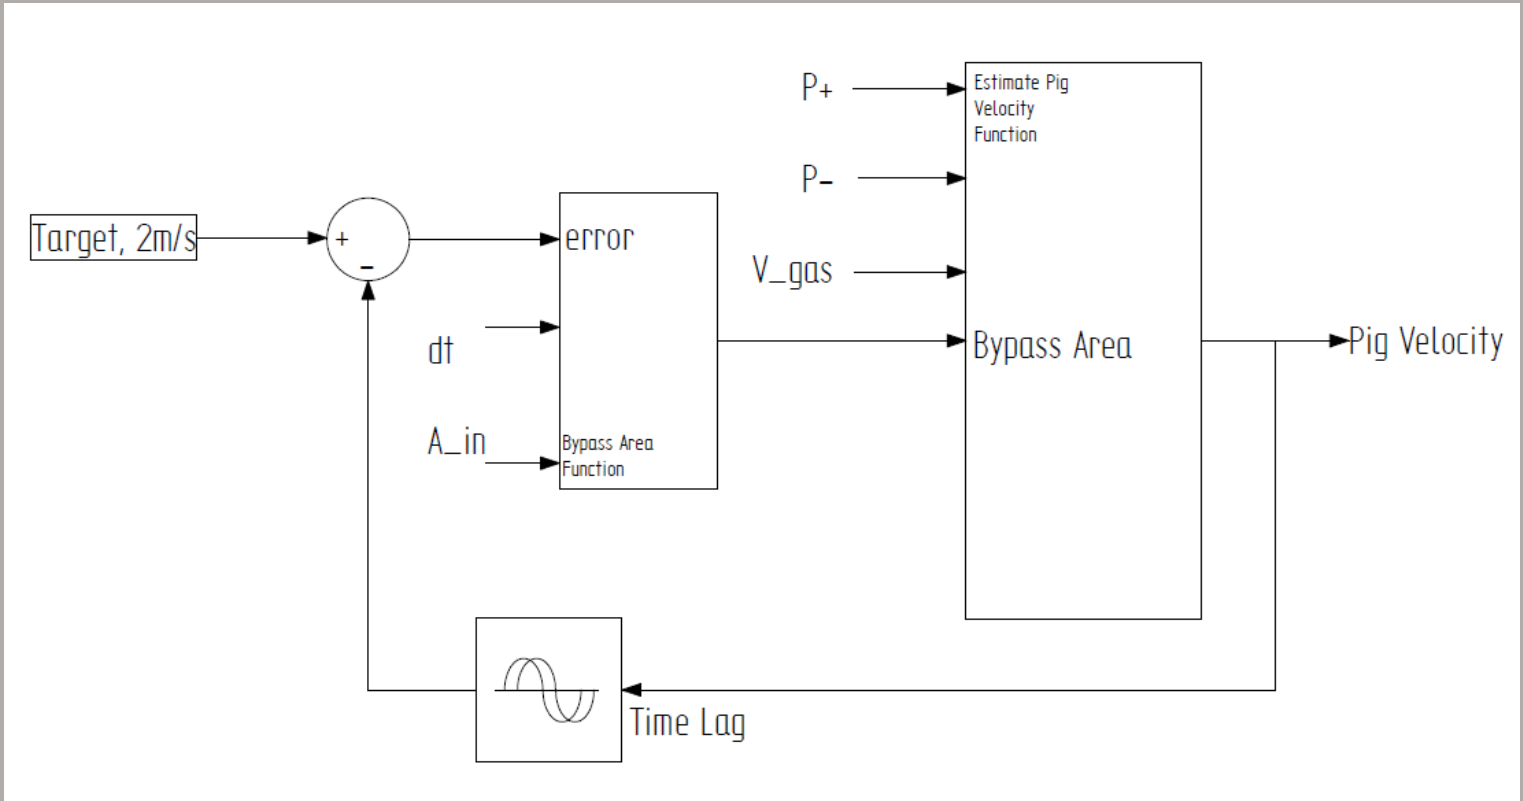 P+
Estimate Pig
Velocity
Function
P-
Target, 2m/s
+
-
error
V_gas
dt
Bypass Area
Pig Velocity
A_in
Bypass Area
Function
Time Lag